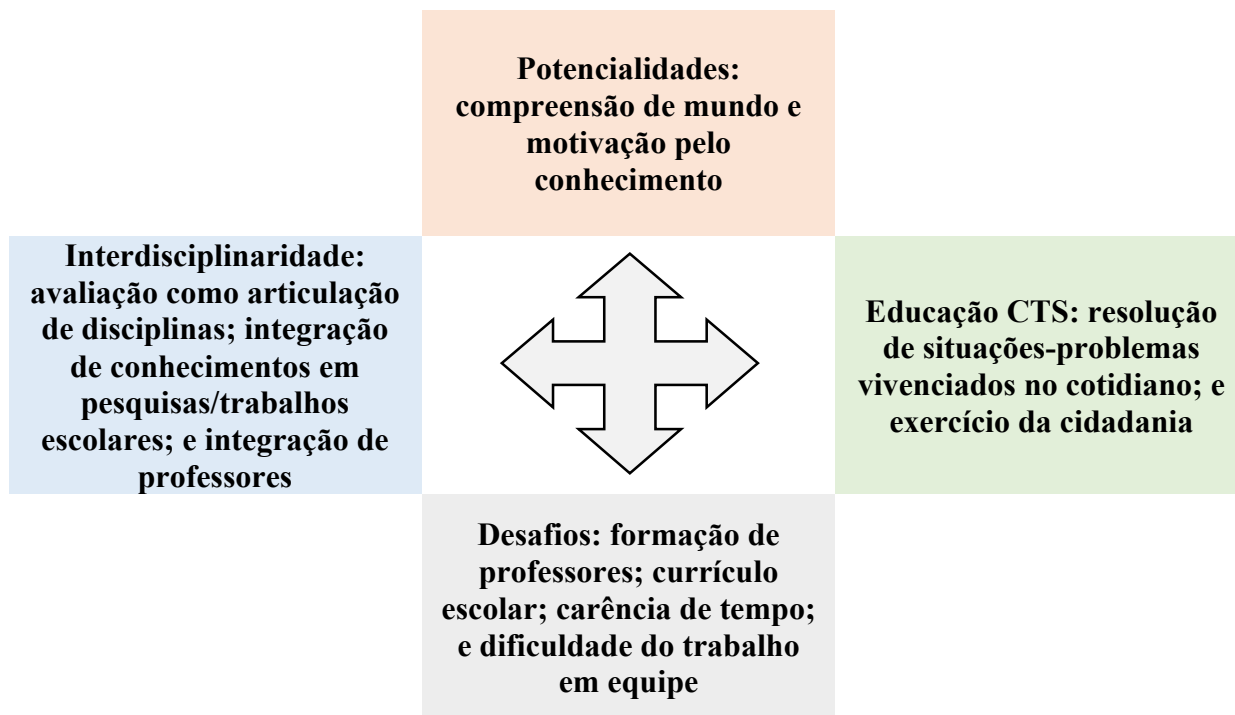 Potencialidades:
compreensão de mundo e
motivação pelo
conhecimento
Interdisciplinaridade:
avaliação como articulação
de disciplinas; integração
de conhecimentos em
pesquisas/trabalhos
escolares; e integração de
professores
Educação CTS: resolução
de situações-problemas
vivenciados no cotidiano; e
exercício da cidadania
Desafios: formação de
professores; currículo
escolar; carência de tempo;
e dificuldade do trabalho
em equipe